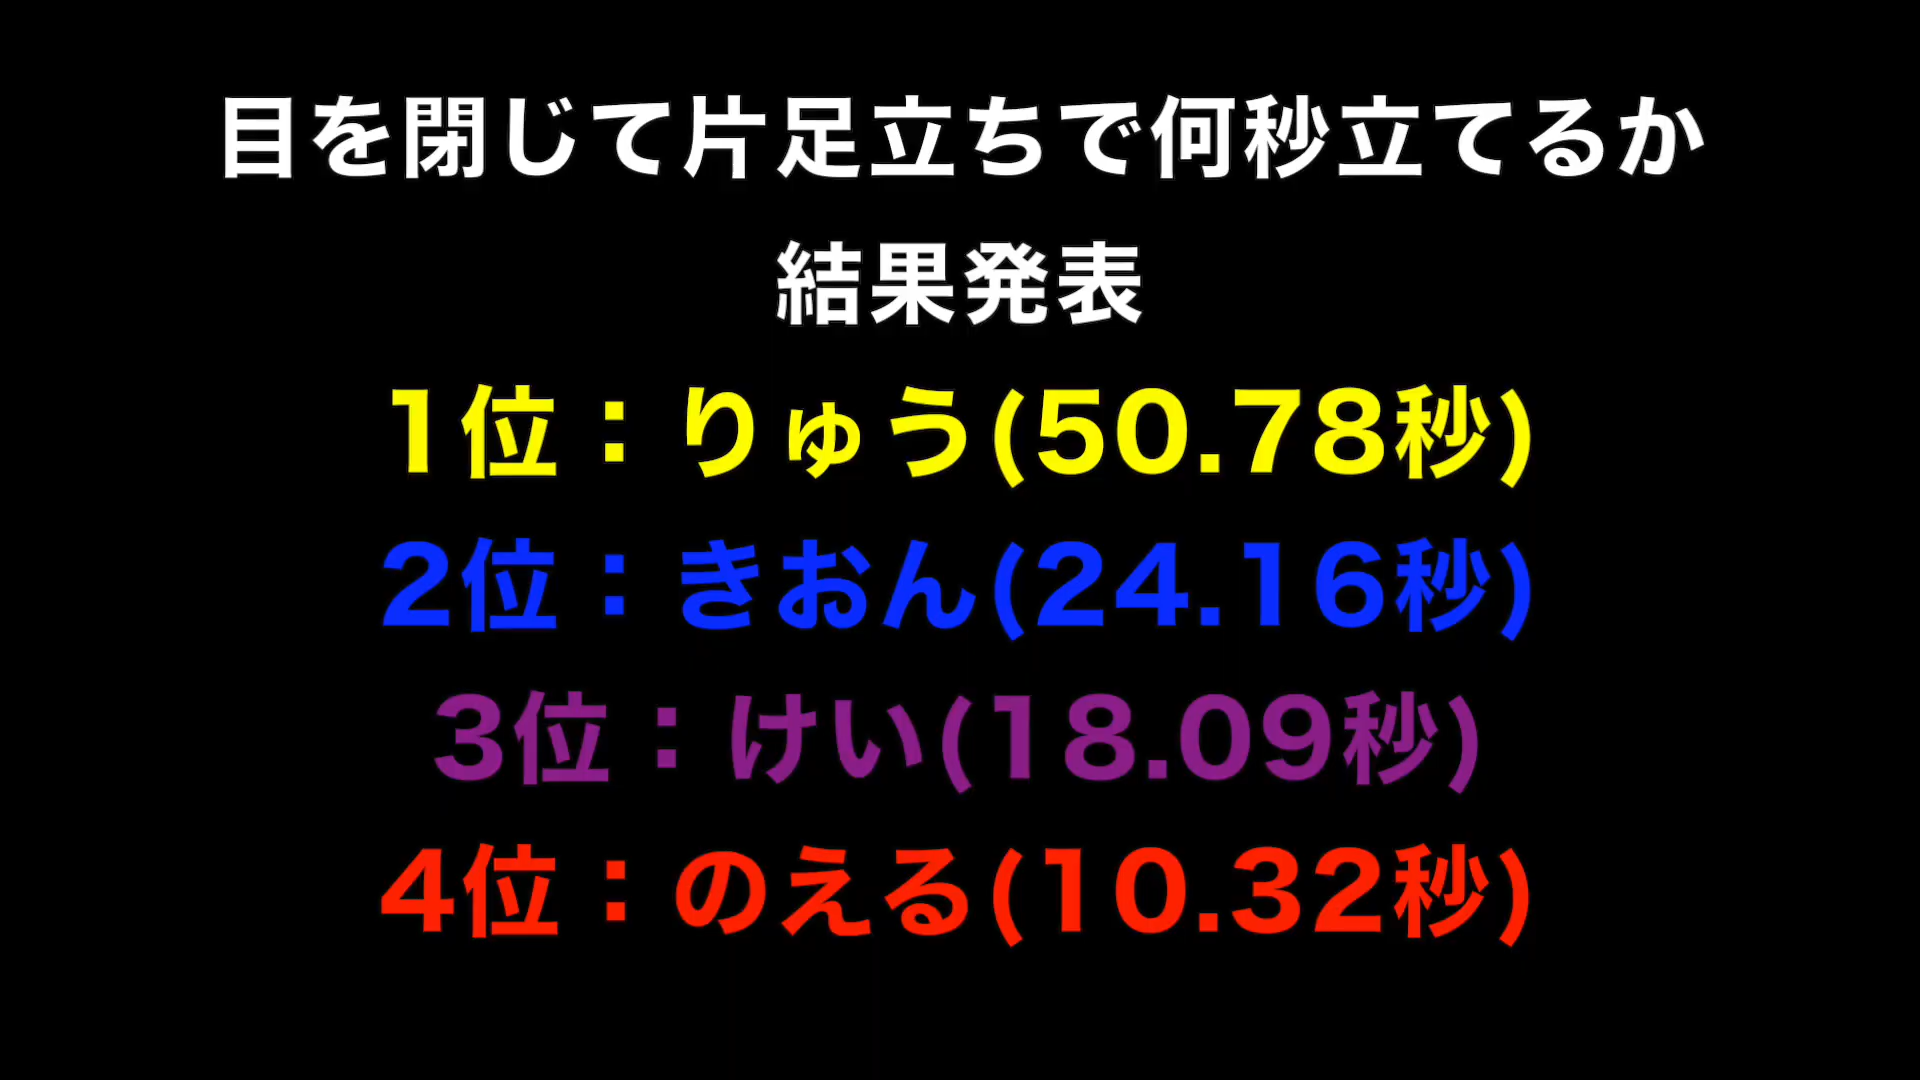 目を閉じて片足立ちで何秒立てるか
結果発表
1位：りゅう(50.78秒)
2位：きおん(24.16秒)
3位：けい(18.09秒)
4位：のえる(10.32秒)